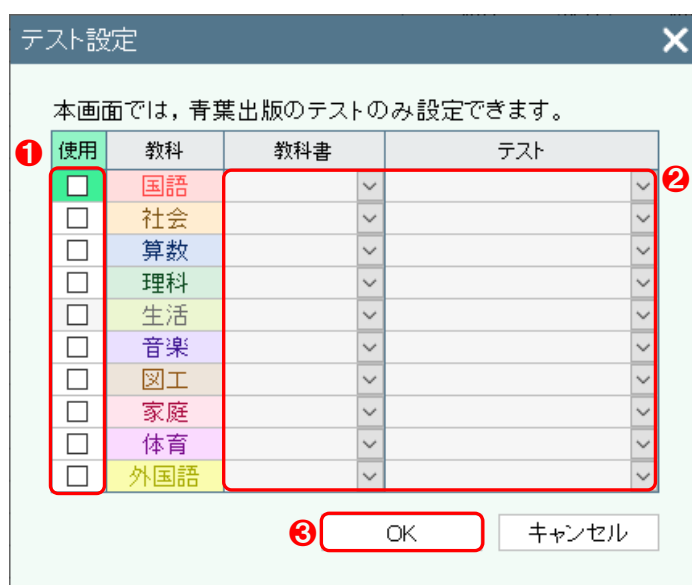 テスト設定
本画面では，青葉出版のテストのみ設定できます。
❶ 使用 教科 教科書 テスト
国語 ❷
社会
算数
理科
生活
音楽
図工
家庭
体育
外国語
❸ OK キャンセル